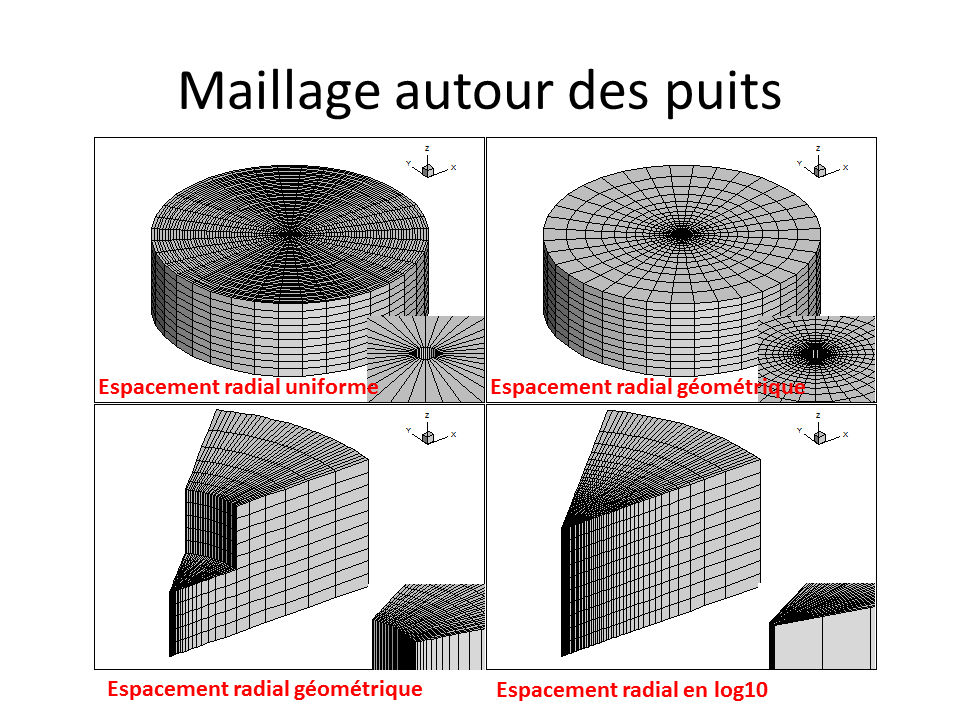 Maillage autour des puits
Z
Y
X
Z
Y
X
Espacement radial uniforme
Espacement radial géométrique
Z
Y
X
Z
Y
X
Espacement radial géométrique
Espacement radial en log10